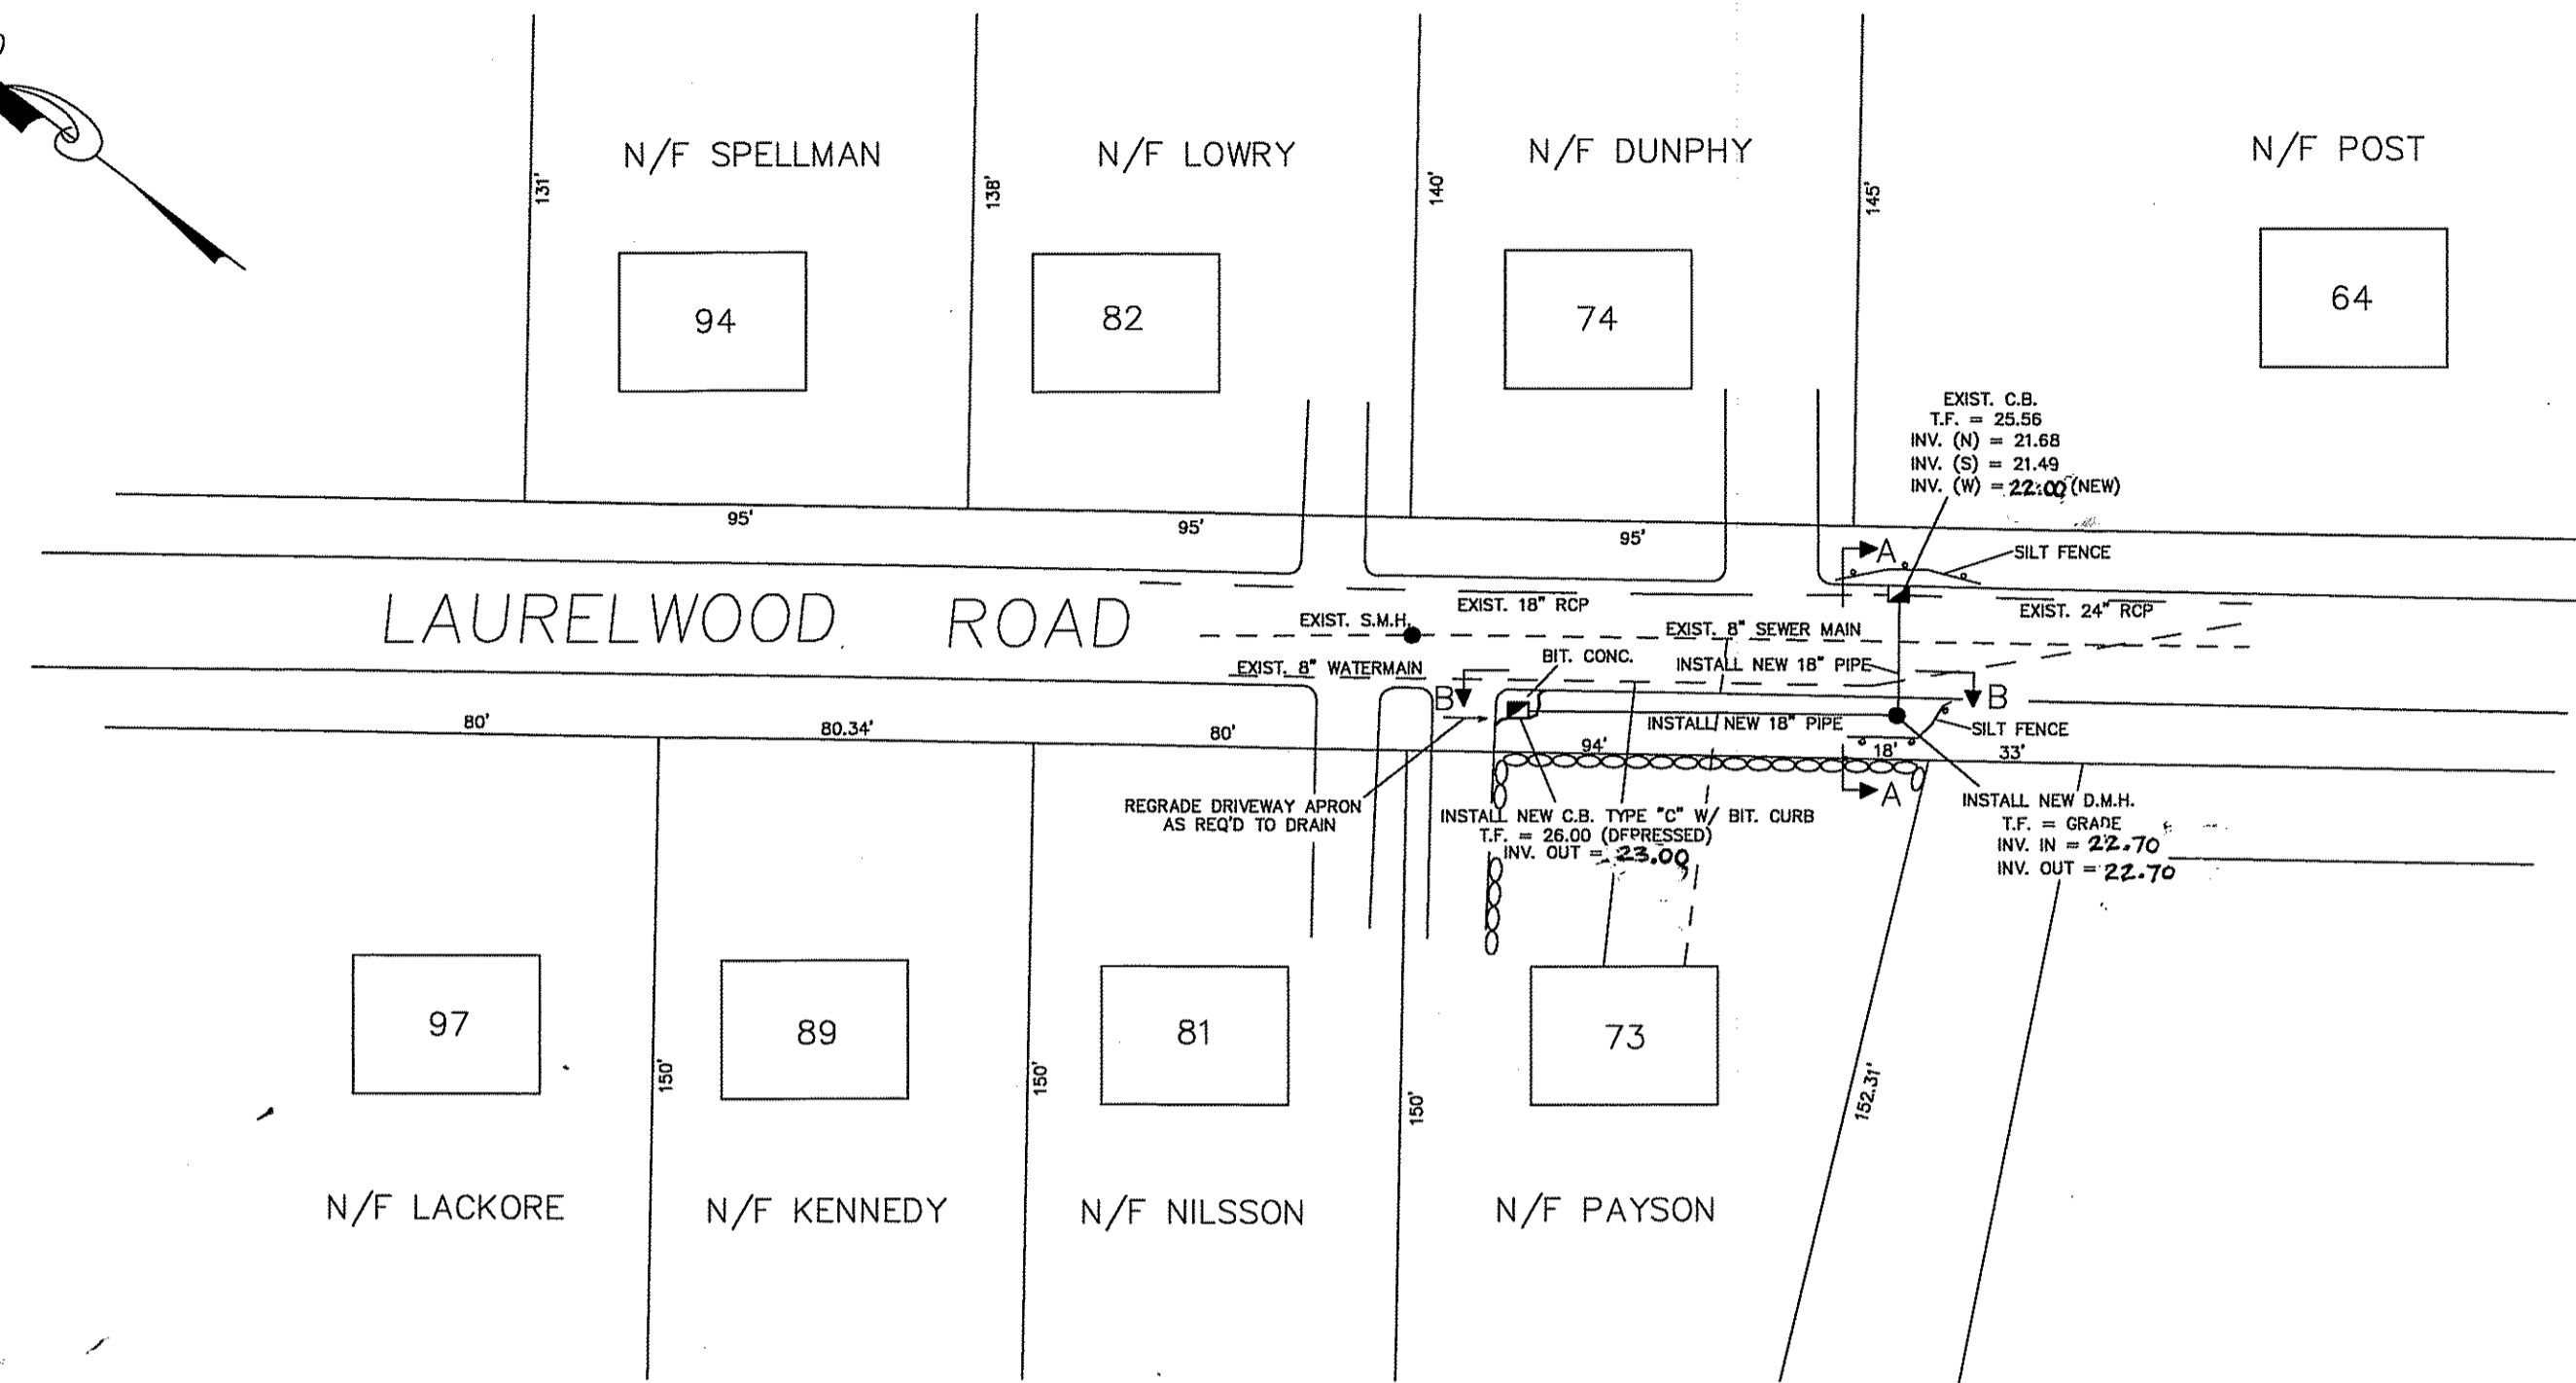 N/F SPELLMAN
N/F LOWRY
N/F DUNPHY
N/F POST
131'
138'
140'
145'
94
82
74
64
EXIST. C.B.
T.F. = 25.56
INV. (N) = 21.68
INV. (S) = 21.49
INV. (W) = 22.00 (NEW)
95'
95'
95'
A
SILT FENCE
LAURELWOOD ROAD
EXIST. 18" RCP
EXIST. 24" RCP
EXIST. S.M.H.
EXIST. 8" SEWER MAIN
BIT. CONC.
EXIST. 8" WATERMAIN
INSTALL NEW 18" PIPE
B
B
80'
80.34'
80'
INSTALL NEW 18" PIPE
SILT FENCE
94'
18'
33'
A
REGRADE DRIVEWAY APRON
AS REQ'D TO DRAIN
INSTALL NEW C.B. TYPE "C" W/ BIT. CURB
T.F. = 26.00 (DEPRESSED)
INV. OUT = 23.00
INSTALL NEW D.M.H.
T.F. = GRADE
INV. IN = 22.70
INV. OUT = 22.70
97
89
81
73
150'
150'
150'
152.31'
N/F LACKORE
N/F KENNEDY
N/F NILSSON
N/F PAYSON